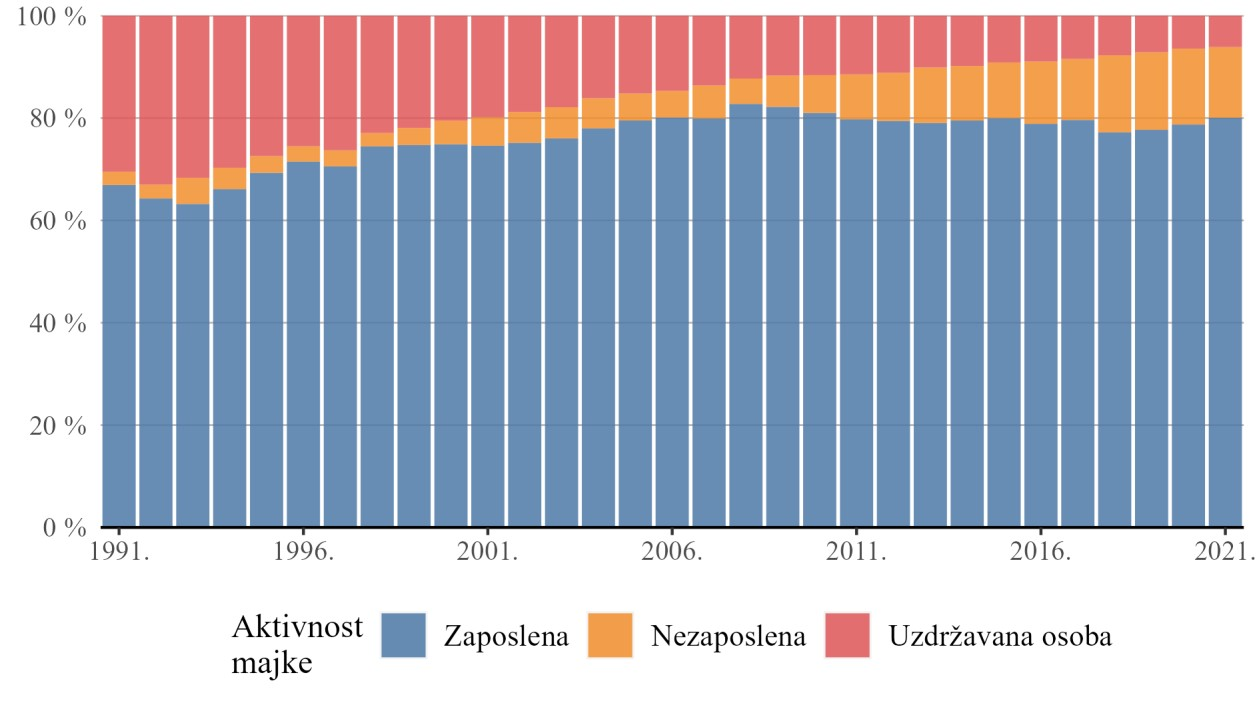 100 %
80 %
60 %
40 %
20 %
0 %
1991. 1996. 2001. 2006. 2011. 2016. 2021.
Aktivnost
majke
Zaposlena Nezaposlena Uzdržavana osoba